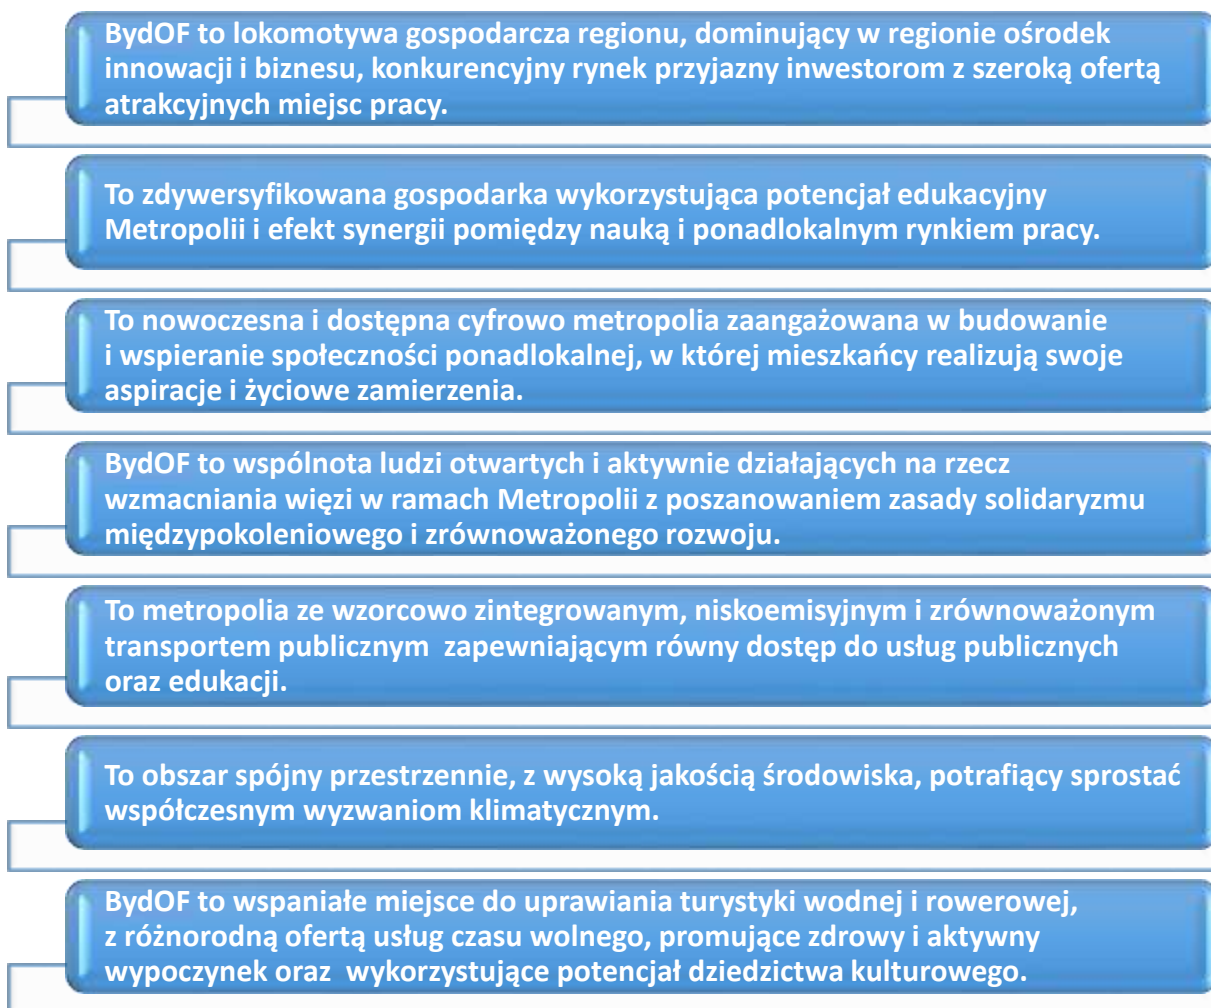 BydOF to lokomotywa gospodarcza regionu, dominujący w regionie ośrodek
innowacji i biznesu, konkurencyjny rynek przyjazny inwestorom z szeroką ofertą
atrakcyjnych miejsc pracy.
To zdywersyfikowana gospodarka wykorzystująca potencjał edukacyjny
Metropolii i efekt synergii pomiędzy nauką i ponadlokalnym rynkiem pracy.
To nowoczesna i dostępna cyfrowo metropolia zaangażowana w budowanie
i wspieranie społeczności ponadlokalnej, w której mieszkańcy realizują swoje
aspiracje i życiowe zamierzenia.
BydOF to wspólnota ludzi otwartych i aktywnie działających na rzecz
wzmacniania więzi w ramach Metropolii z poszanowaniem zasady solidaryzmu
międzypokoleniowego i zrównoważonego rozwoju.
To metropolia ze wzorcowo zintegrowanym, niskoemisyjnym i zrównoważonym
transportem publicznym  zapewniającym równy dostęp do usług publicznych
oraz edukacji.
To obszar spójny przestrzennie, z wysoką jakością środowiska, potrafiący sprostać
współczesnym wyzwaniom klimatycznym.
BydOF to wspaniałe miejsce do uprawiania turystyki wodnej i rowerowej,
z różnorodną ofertą usług czasu wolnego, promujące zdrowy i aktywny
wypoczynek oraz  wykorzystujące potencjał dziedzictwa kulturowego.